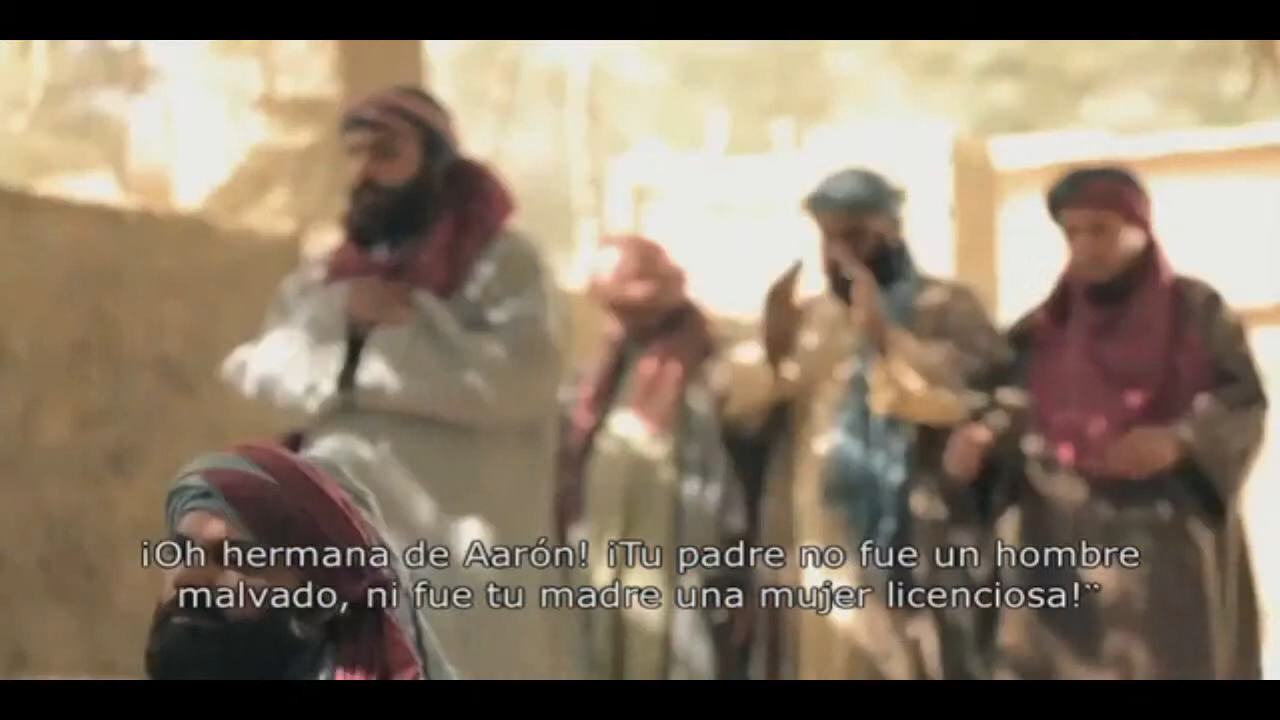 ¡Oh hermana de Aarón! ¡Tu padre no fue un hombre
malvado, ni fue tu madre una mujer licenciosa!¨